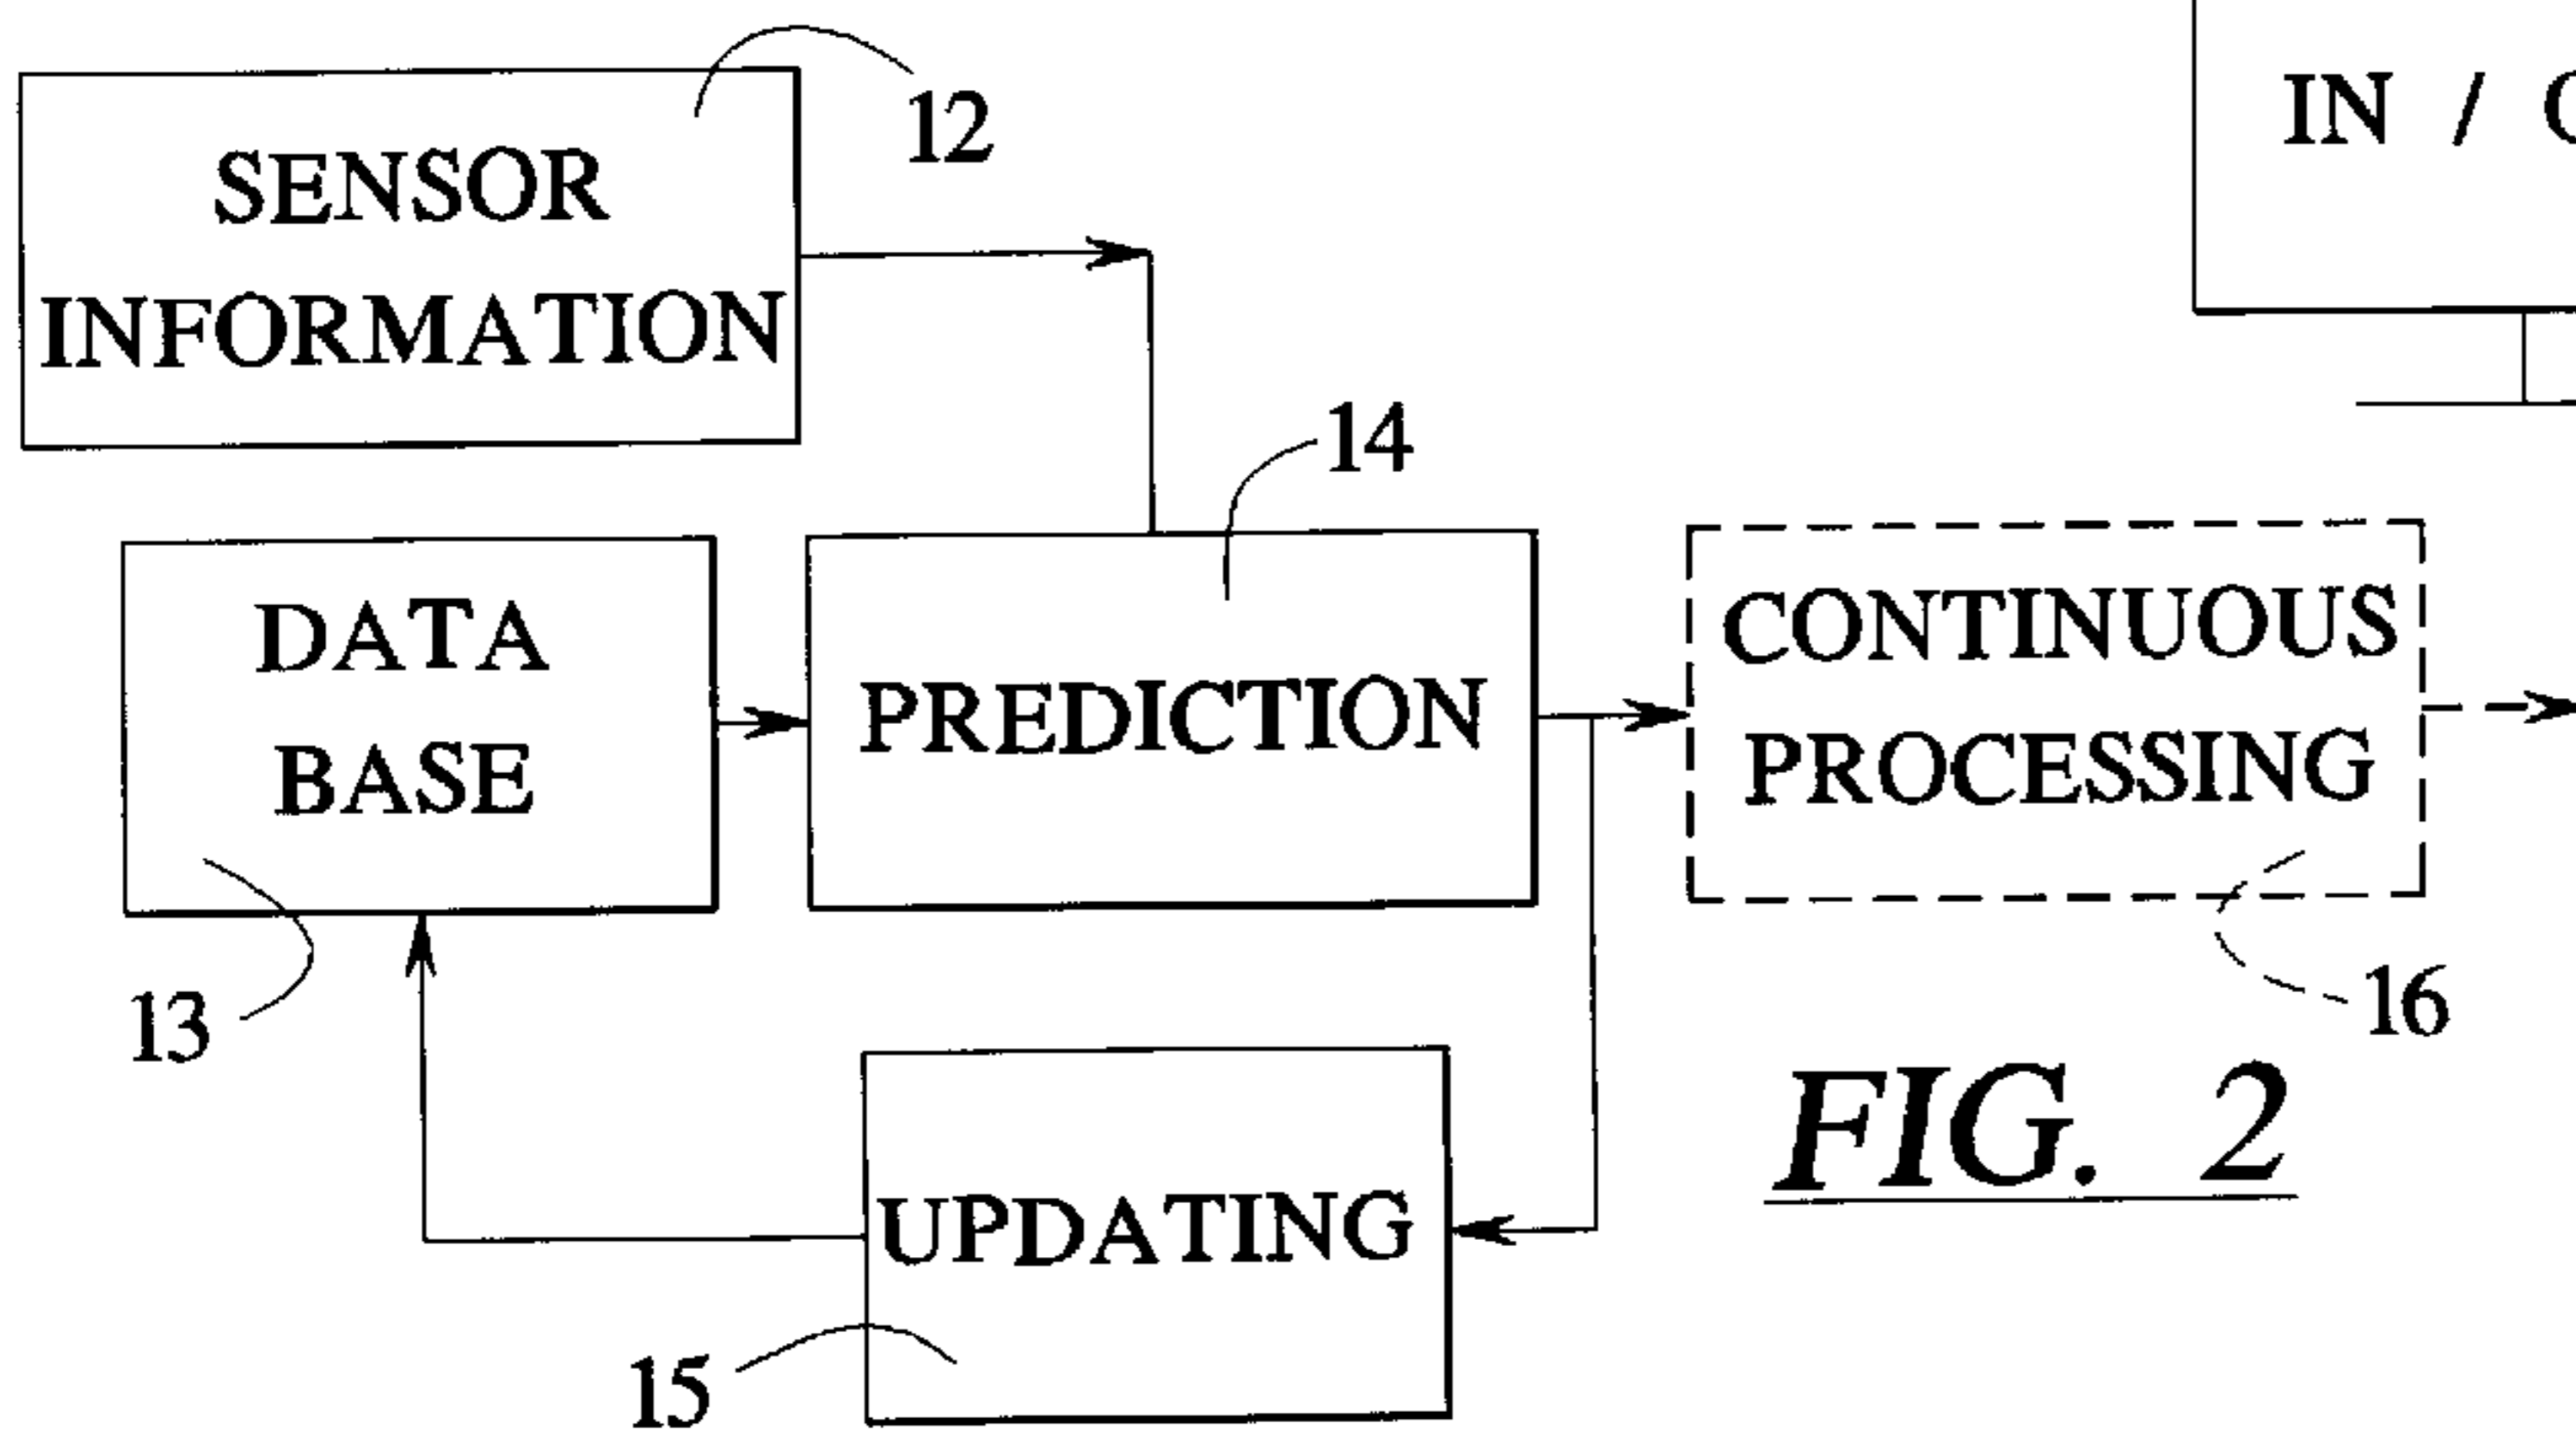 12
SENSOR
INFORMATION
IN /
14
DATA
BASE
PREDICTION
CONTINUOUS
PROCESSING
13
16
FIG. 2
UPDATING
15